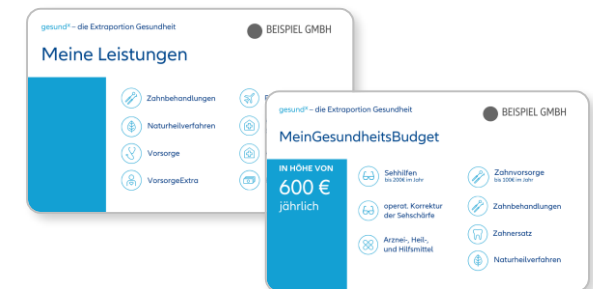 gesund⁺ – die Extraportion Gesundheit
BEISPIEL GMBH
Meine Leistungen
Zahnbehandlungen
Naturheilverfahren
Vorsorge
VorsorgeExtra
gesund⁺ – die Extraportion Gesundheit
BEISPIEL GMBH
MeinGesundheitsBudget
IN HÖHE VON
600 €
jährlich
Sehhilfen
bis 200€ im Jahr
operat. Korrektur
der Sehschärfe
Arznei-, Heil-,
und Hilfsmittel
Zahnvorsorge
bis 100€ im Jahr
Zahnbehandlungen
Zahnersatz
Naturheilverfahren